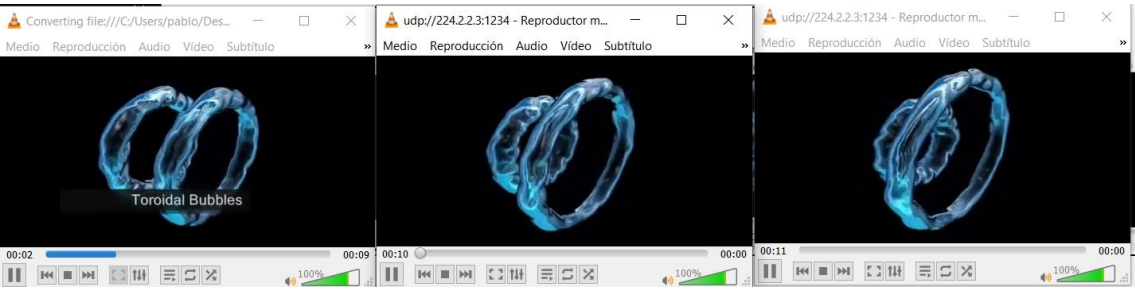 Converting file:///C:/Users/pablo/Des...
Medio Reproducción Audio Vídeo Subtítulo »
Toroidal Bubbles
00:02 00:09
100%
udp://224.2.2.3:1234 - Reproductor m...
Medio Reproducción Audio Vídeo Subtítulo »
00:10 00:00
100%
udp://224.2.2.3:1234 - Reproductor m...
Medio Reproducción Audio Vídeo Subtítulo »
00:11 00:00
100%